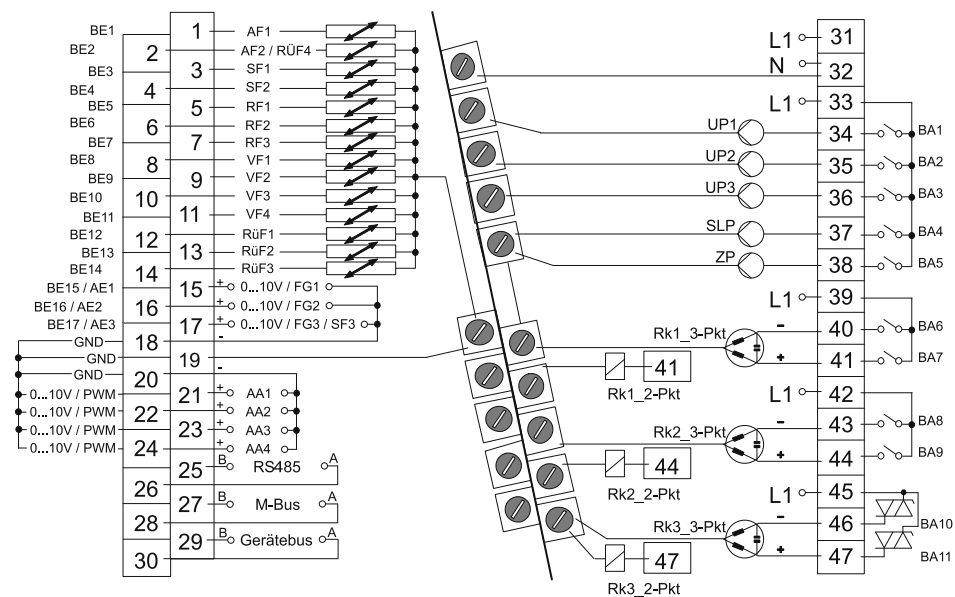 BE1 1 AF1
BE2 2 AF2 / RÜF4
BE3 3 SF1
BE4 4 SF2
BE5 5 RF1
BE6 6 RF2
BE7 7 RF3
BE8 8 VF1
BE9 9 VF2
BE10 10 VF3
BE11 11 VF4
BE12 12 RüF1
BE13 13 RüF2
BE14 14 RüF3
BE15 / AE1 15 + 0...10V / FG1
BE16 / AE2 16 + 0...10V / FG2
BE17 / AE3 17 + 0...10V / FG3 / SF3
GND 18 -
GND 19
GND 20 -
0...10V / PWM 21 + AA1
0...10V / PWM 22 + AA2
0...10V / PWM 23 + AA3
0...10V / PWM 24 + AA4
25 B RS485 A
26
27 B M-Bus A
28
29 B Gerätebus A
30
L1 31
N 32
L1 33
UP1 34 BA1
UP2 35 BA2
UP3 36 BA3
SLP 37 BA4
ZP 38 BA5
L1 39
Rk1_3-Pkt - 40 BA6
41 + 41 BA7
Rk1_2-Pkt
L1 42
Rk2_3-Pkt - 43 BA8
44 + 44 BA9
Rk2_2-Pkt
L1 45
Rk3_3-Pkt - 46 BA10
47 + 47 BA11
Rk3_2-Pkt